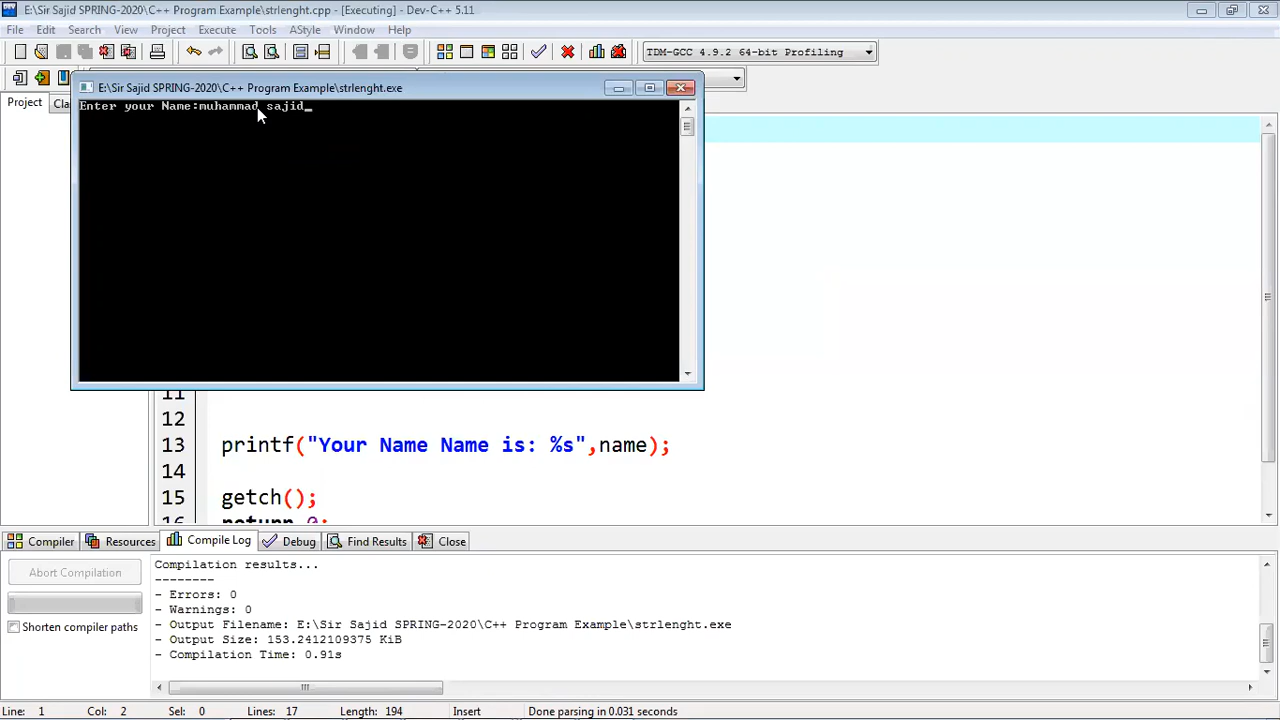 E:\Sir Sajid SPRING-2020\C++ Program Example\strlenght.cpp - [Executing] - Dev-C++ 5.11
File Edit Search View Project Execute Tools AStyle Window Help
TDM-GCC 4.9.2 64-bit Profiling
E:\Sir Sajid SPRING-2020\C++ Program Example\strlenght.exe
Project Cla
Enter your Name:muhammad sajid_
11
12
13 printf("Your Name Name is: %s",name);
14
15 getch();
16 return 0;
Compiler Resources Compile Log Debug Find Results Close
Abort Compilation
Shorten compiler paths
Compilation results...
--------
- Errors: 0
- Warnings: 0
- Output Filename: E:\Sir Sajid SPRING-2020\C++ Program Example\strlenght.exe
- Output Size: 153.2412109375 KiB
- Compilation Time: 0.91s
Line: 1 Col: 2 Sel: 0 Lines: 17 Length: 194 Insert Done parsing in 0.031 seconds